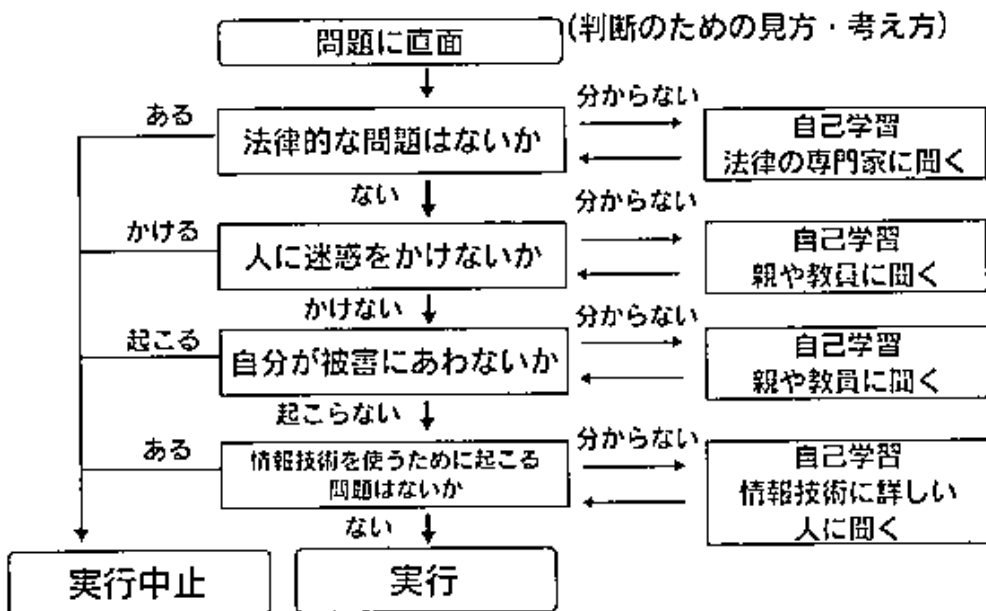 問題に直面
(判断のための見方・考え方)
ある
法律的な問題はないか
分からない
自己学習
法律の専門家に聞く
ない
かける
人に迷惑をかけないか
分からない
自己学習
親や教員に聞く
かけない
起こる
自分が被害にあわないか
分からない
自己学習
親や教員に聞く
起こらない
ある
情報技術を使うために起こる
問題はないか
分からない
自己学習
情報技術に詳しい
人に聞く
ない
実行中止
実行